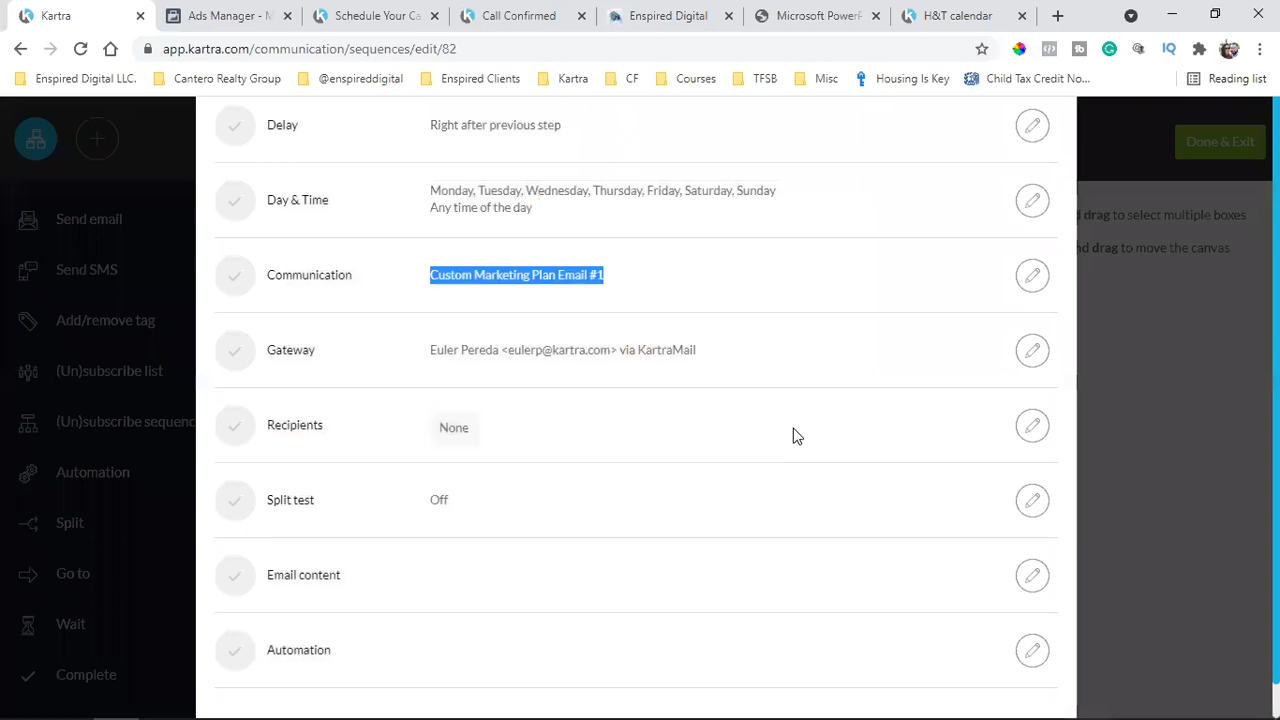 Kartra
Ads Manager - M
Schedule Your Ca
Call Confirmed
Enspired Digital
Microsoft PowerP
H&T calendar
app.kartra.com/communication/sequences/edit/82
Enspired Digital LLC.
Cantero Realty Group
@enspireddigital
Enspired Clients
Kartra
CF
Courses
TFSB
Misc
Housing Is Key
Child Tax Credit No...
Reading list
Delay
Right after previous step
Done & Exit
Day & Time
Monday, Tuesday, Wednesday, Thursday, Friday, Saturday, Sunday
Any time of the day
Send email
d drag to select multiple boxes
nd drag to move the canvas
Send SMS
Communication
Custom Marketing Plan Email #1
Add/remove tag
Gateway
Euler Pereda <eulerp@kartra.com> via KartraMail
(Un)subscribe list
(Un)subscribe sequenc
Recipients
None
Automation
Split test
Off
Split
Go to
Email content
Wait
Automation
Complete